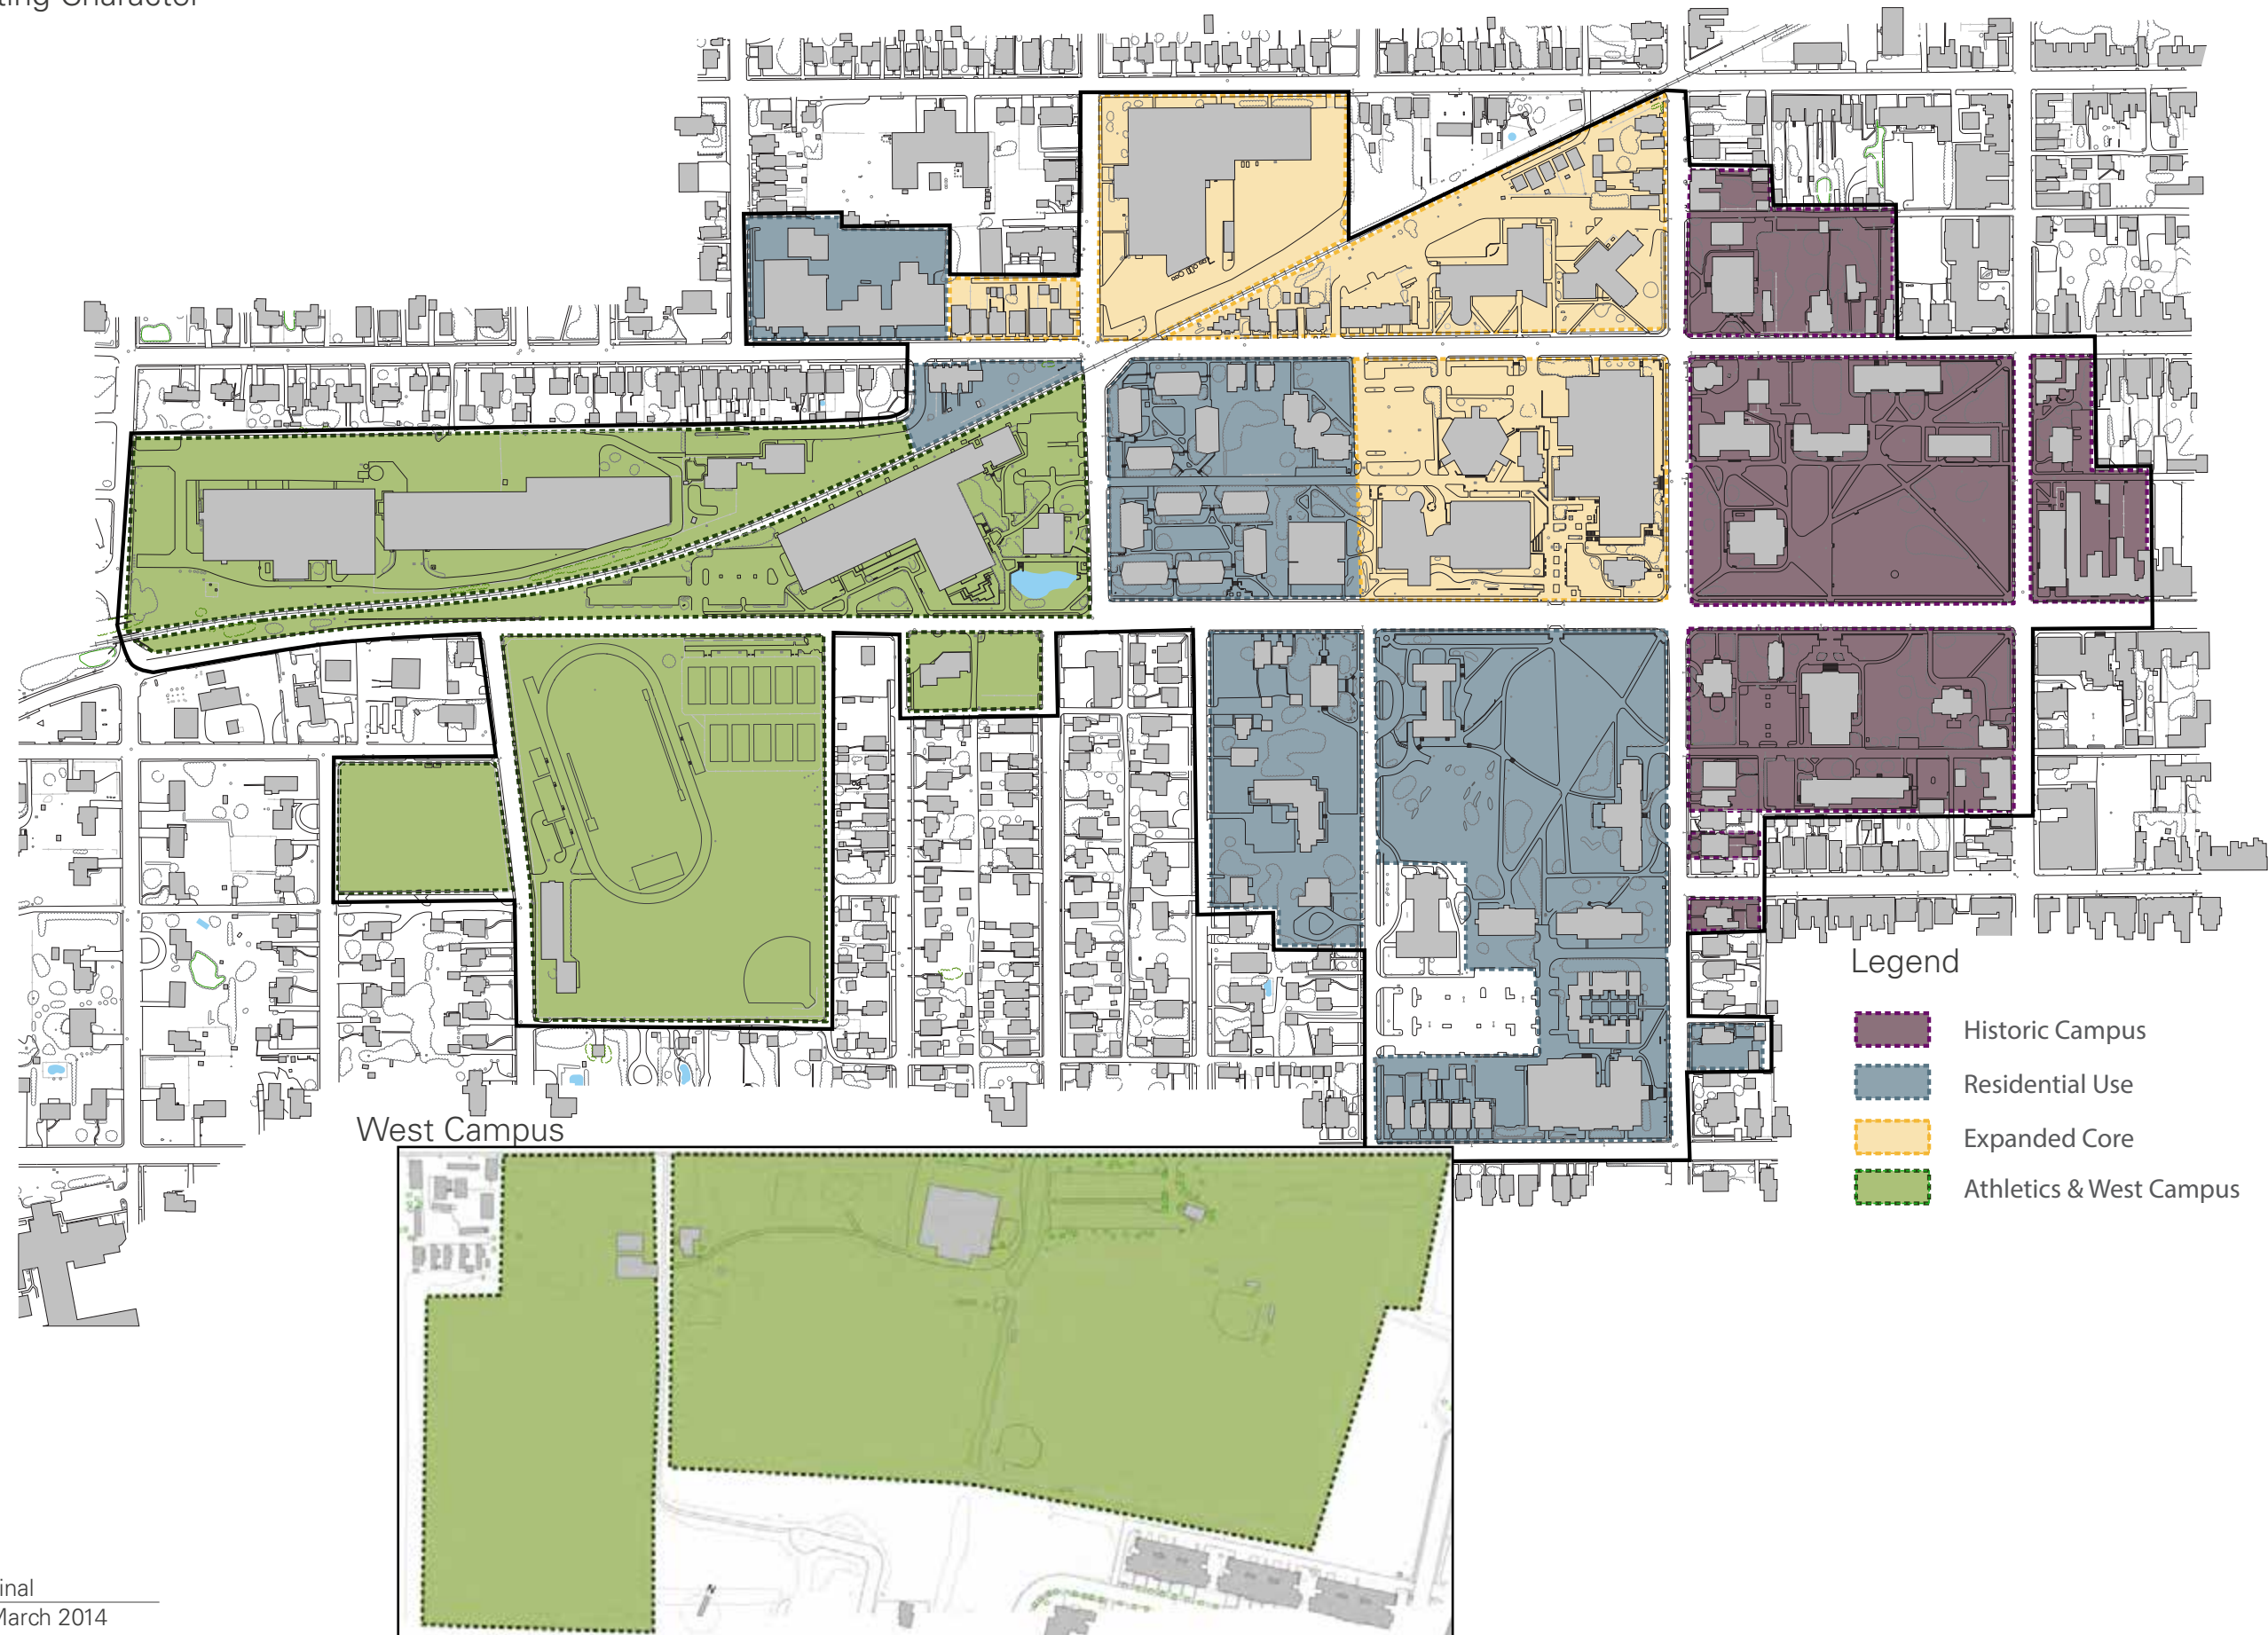 West Campus
Legend
Historic Campus
Residential Use
Expanded Core
Athletics & West Campus
N
March 2014